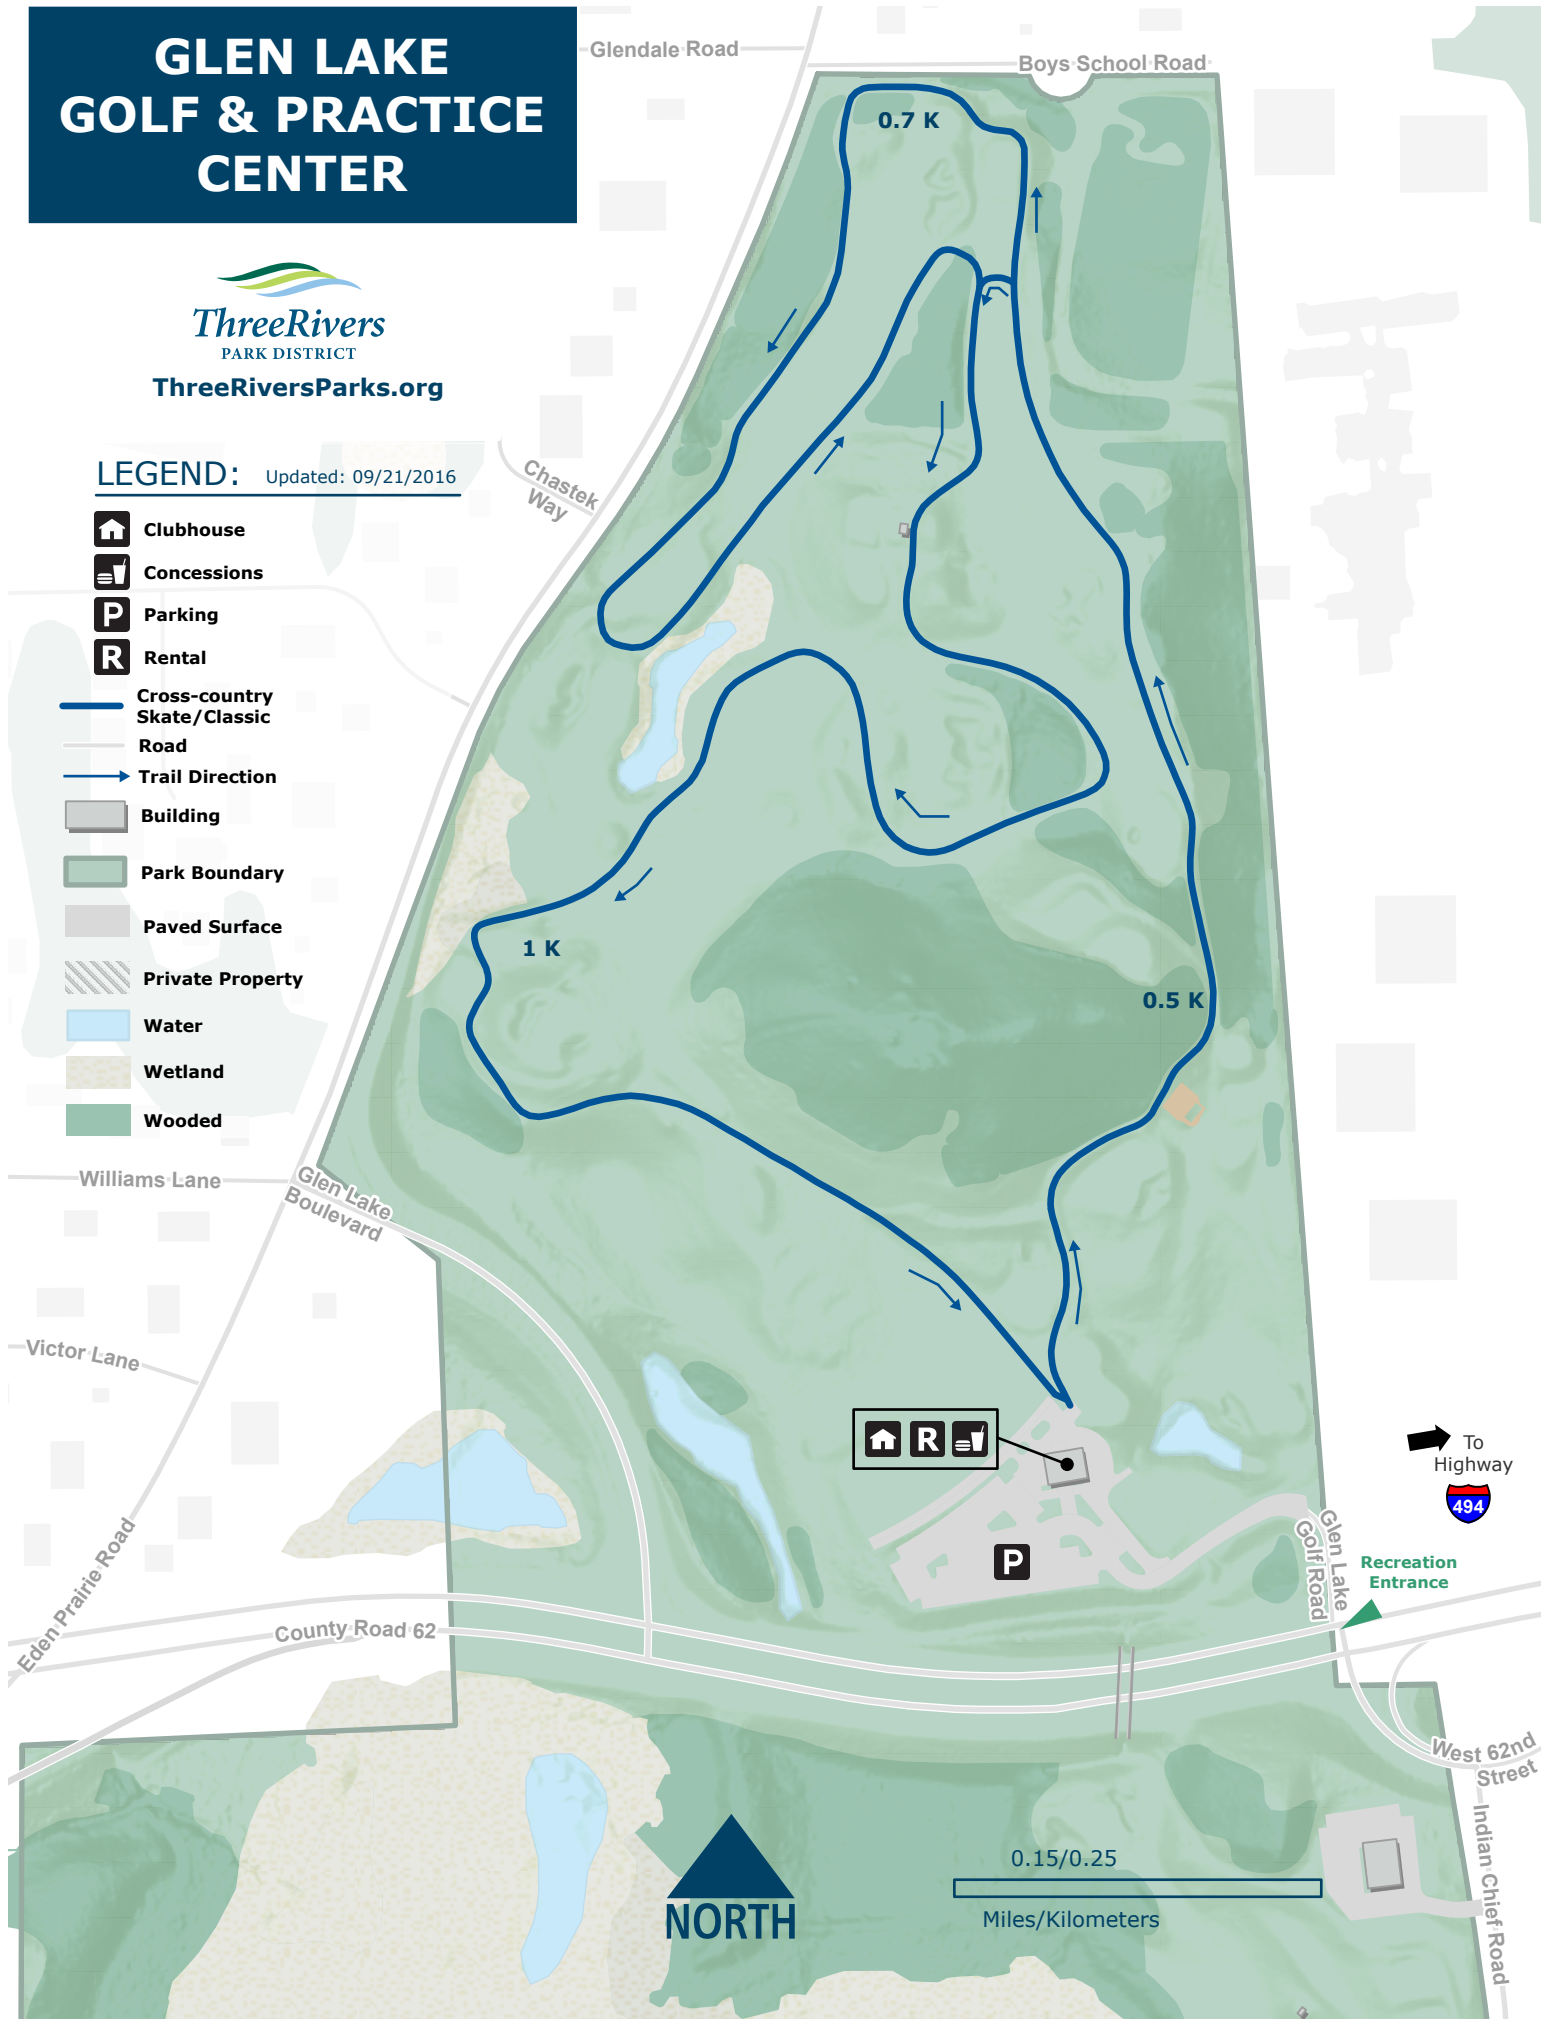 GLEN LAKE
GOLF & PRACTICE
CENTER
Glendale Road
Boys School Road
0.7 K
ThreeRivers
PARK DISTRICT
ThreeRiversParks.org
LEGEND: Updated: 09/21/2016
Clubhouse
Concessions
P Parking
R Rental
Cross-country
Skate/Classic
Road
Trail Direction
Building
Park Boundary
Paved Surface
Private Property
Water
Wetland
Wooded
Chastek
Way
1 K
0.5 K
Williams Lane
Glen Lake
Boulevard
Victor Lane
Eden Prairie Road
County Road 62
R
P
To
Highway
494
Glen Lake
Golf Road
Recreation
Entrance
West 62nd
Street
Indian Chief Road
NORTH
0.15/0.25
Miles/Kilometers